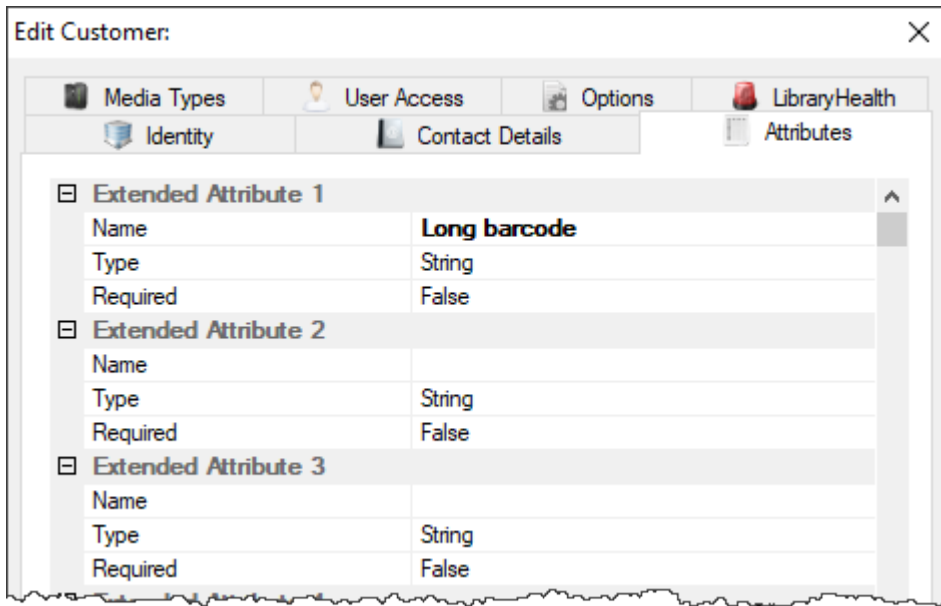 Edit Customer:
Media Types User Access Options LibraryHealth
Identity Contact Details Attributes
Extended Attribute 1
Name Long barcode
Type String
Required False
Extended Attribute 2
Name
Type String
Required False
Extended Attribute 3
Name
Type String
Required False